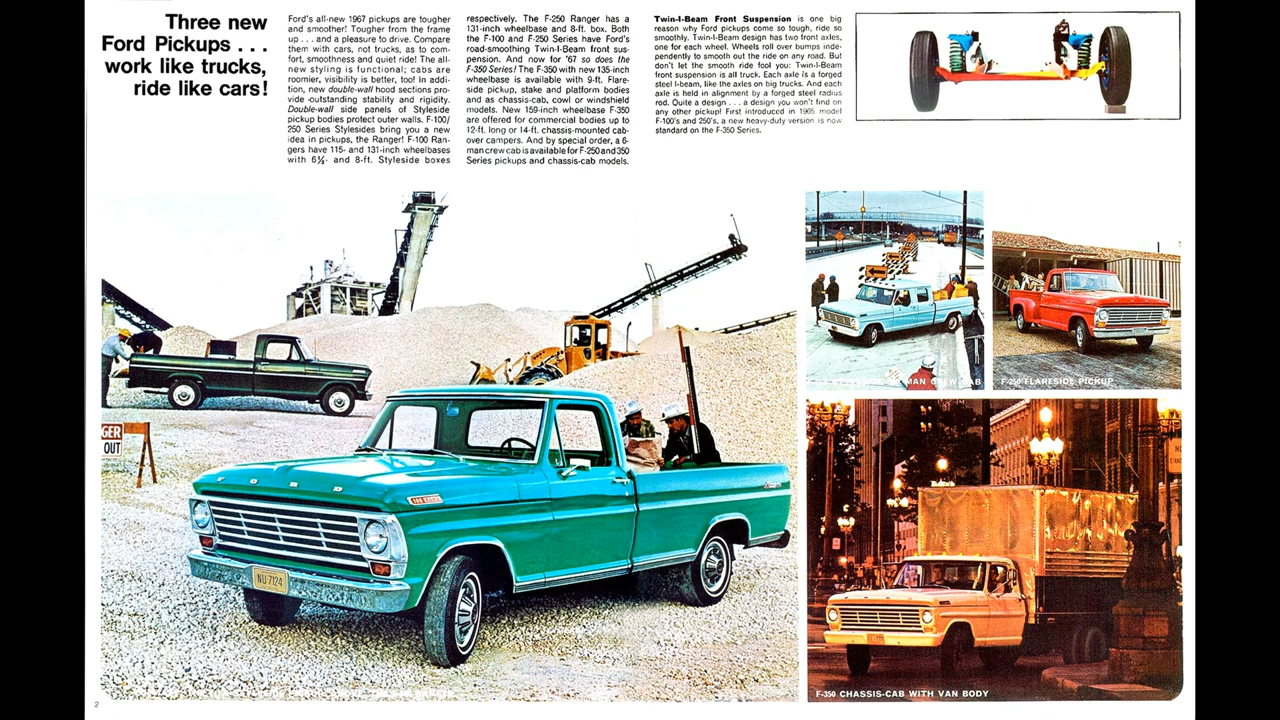 Three new
Ford Pickups . . .
work like trucks,
ride like cars!
Ford's all-new 1967 pickups are tougher
and smoother! Tougher from the frame
up . . . and a pleasure to drive. Compare
them with cars, not trucks, as to com-
fort, smoothness and quiet ride! The all-
new styling is functional; cabs are
roomier, visibility is better too! In addi-
tion, new double-wall hood sections pro-
vide outstanding stability and rigidity.
Double-wall side panels of Styleside
pickup bodies protect outer walls. F-100/
250 Series Stylesides bring you a new
idea in pickups, the Ranger! F-100 Ran-
gers have 115- and 131-inch wheelbases
with 6½- and 8-ft. Styleside boxes
respectively. The F-250 Ranger has a
131-inch wheelbase and 8-ft. box. Both
the F-100 and F-250 Series have Ford's
road-smoothing Twin-I-Beam front sus-
pension. And now for '67 so does the
F-350 Series! The F-350 with new 135-inch
wheelbase is available with 9-ft. Flare-
side pickup, stake and platform bodies
and as chassis-cab, cowl or windshield
models. New 159-inch wheelbase F-350
are offered for commercial bodies up to
12-ft. long or 14-ft. chassis-mounted cab-
over campers. And by special order, a 6-
man crew cab is available for F-250 and 350
Series pickups and chassis-cab models.
Twin-I-Beam Front Suspension is one big
reason why Ford pickups come so tough, ride so
smoothly. Twin-I-Beam design has two front axles,
one for each wheel. Wheels roll over bumps inde-
pendently to smooth out the ride on any road. But
don't let the smooth ride fool you: Twin-I-Beam
front suspension is all truck. Each axle is a forged
steel I-beam, like the axles on big trucks. And each
axle is held in alignment by a forged steel radius
rod. Quite a design . . . a design you won't find on
any other pickup! First introduced in 1965 model
F-100's and 250's, a new heavy-duty version is now
standard on the F-350 Series.
GER
OUT
FORD
NU 7124
MAN CREW CAB
F-250 FLARESIDE PICKUP
F-350 CHASSIS-CAB WITH VAN BODY
2